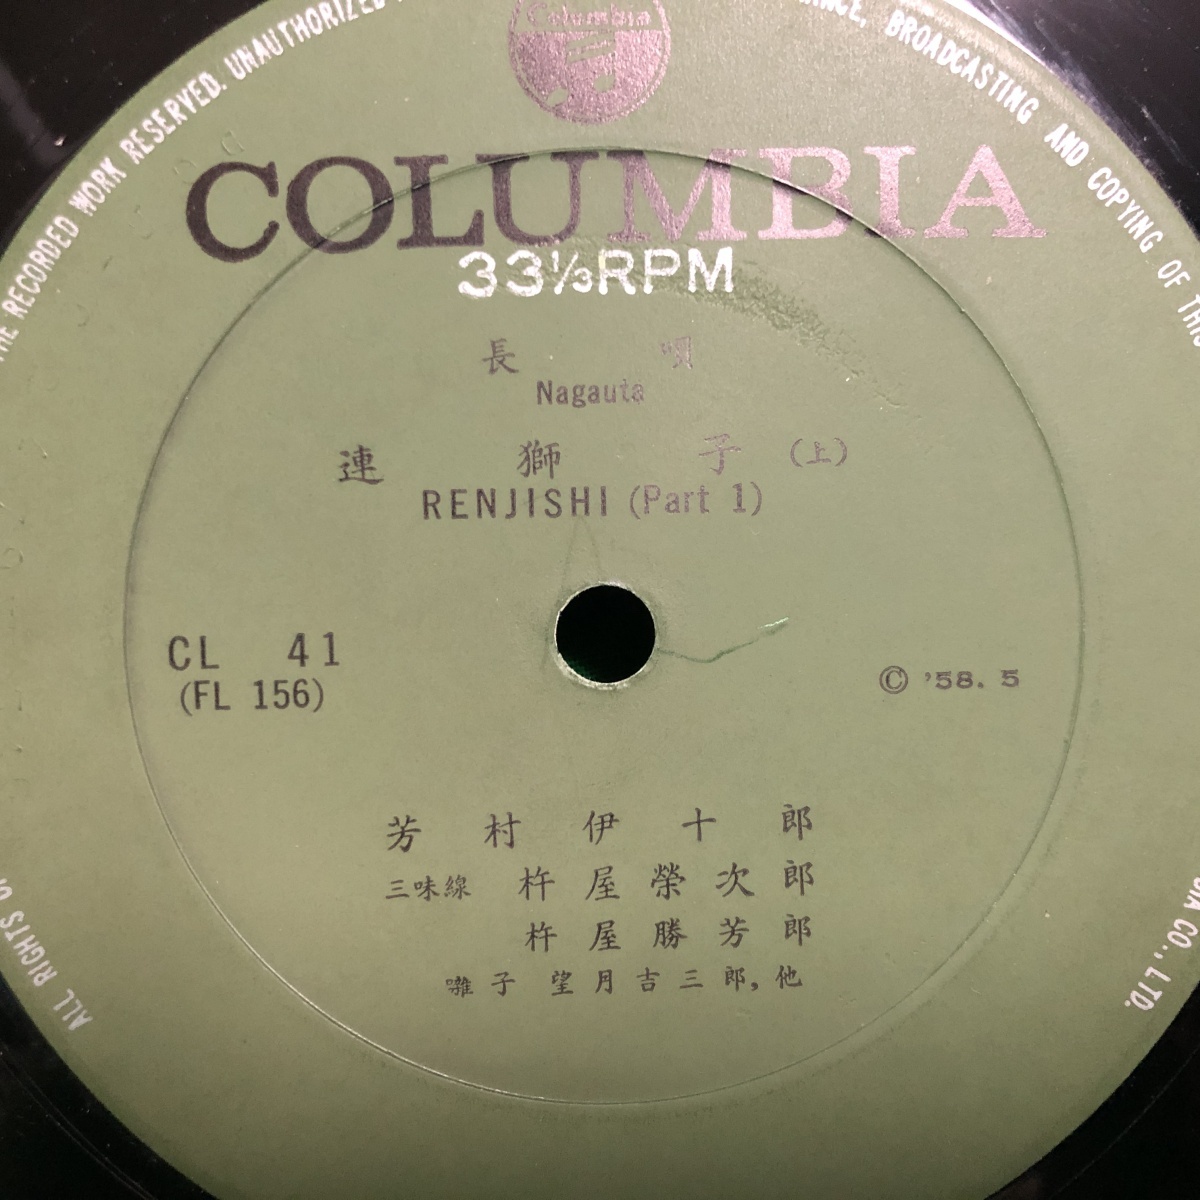 Columbia
COLUMBIA
33⅓RPM
長唄
Nagauta
連獅子(上)
RENJISHI (Part 1)
CL 41
(FL 156)
© '58. 5
芳村伊十郎
三味線 杵屋榮次郎
杵屋勝芳郎
囃子 望月吉三郎,他
ALL RIGHTS
THE RECORDED WORK RESERVED. UNAUTHORIZED
BROADCASTING AND COPYING OF THIS
CO., LTD.